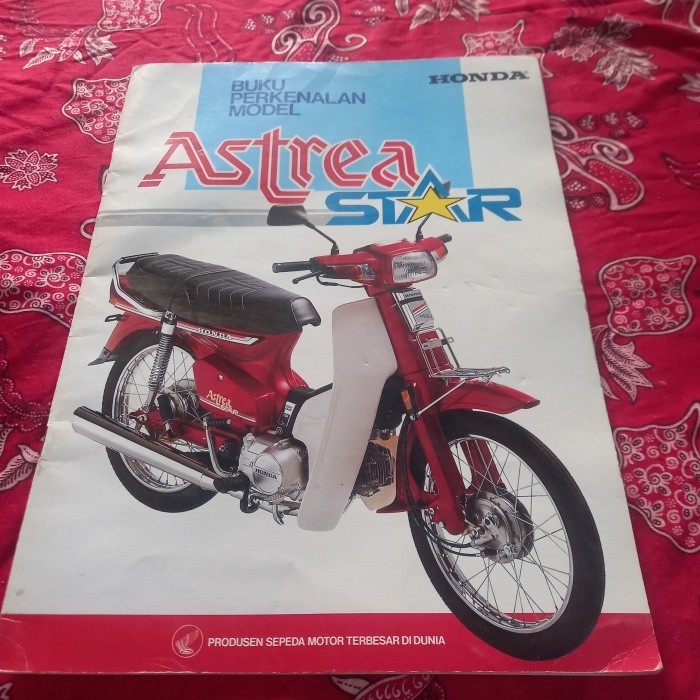 BUKU
PERKENALAN
MODEL
HONDA
Astrea
STAR
HONDA
Astrea
STAR
HONDA
PRODUSEN SEPEDA MOTOR TERBESAR DI DUNIA